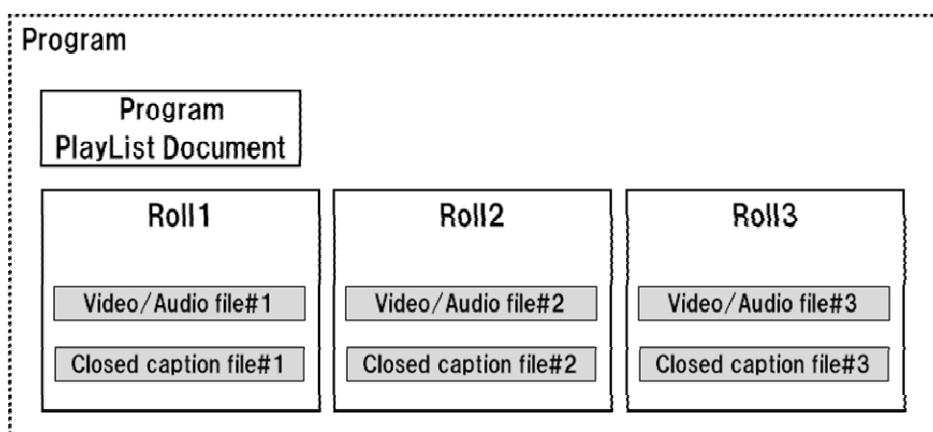 Program
Program
PlayList Document
Roll1
Roll2
Roll3
Video/Audio file#1
Video/Audio file#2
Video/Audio file#3
Closed caption file#1
Closed caption file#2
Closed caption file#3